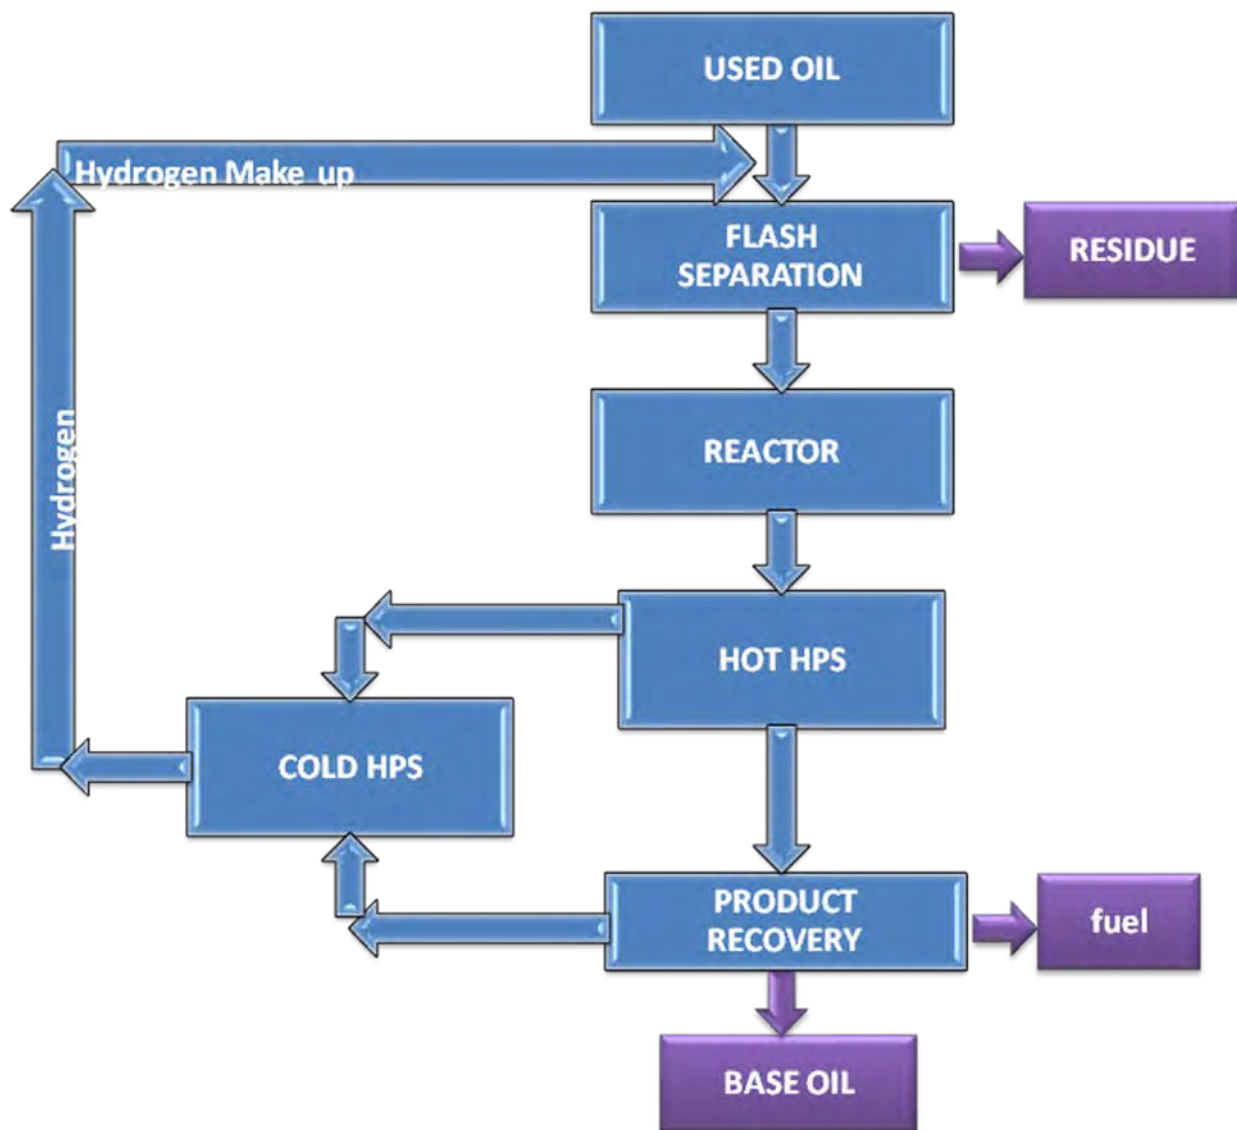 USED OIL
Hydrogen Make up
FLASH
SEPARATION
RESIDUE
REACTOR
Hydrogen
HOT HPS
COLD HPS
PRODUCT
RECOVERY
fuel
BASE OIL